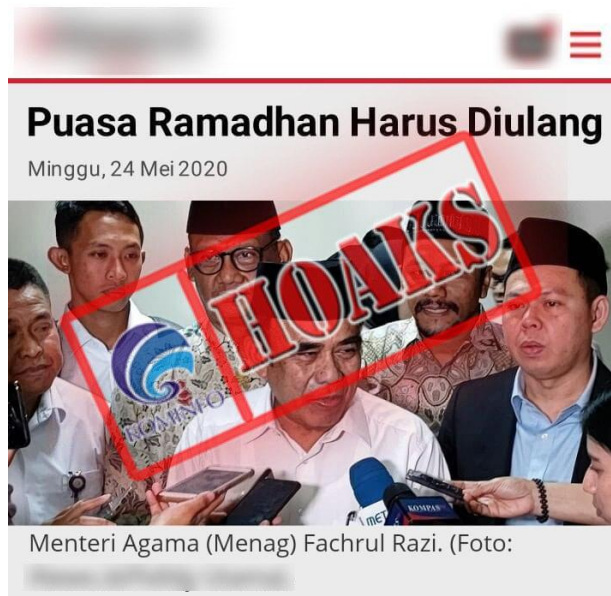 Puasa Ramadhan Harus Diulang
Minggu, 24 Mei 2020
HOAKS
KOMINFO
KOMPAS
Menteri Agama (Menag) Fachrul Razi. (Foto: